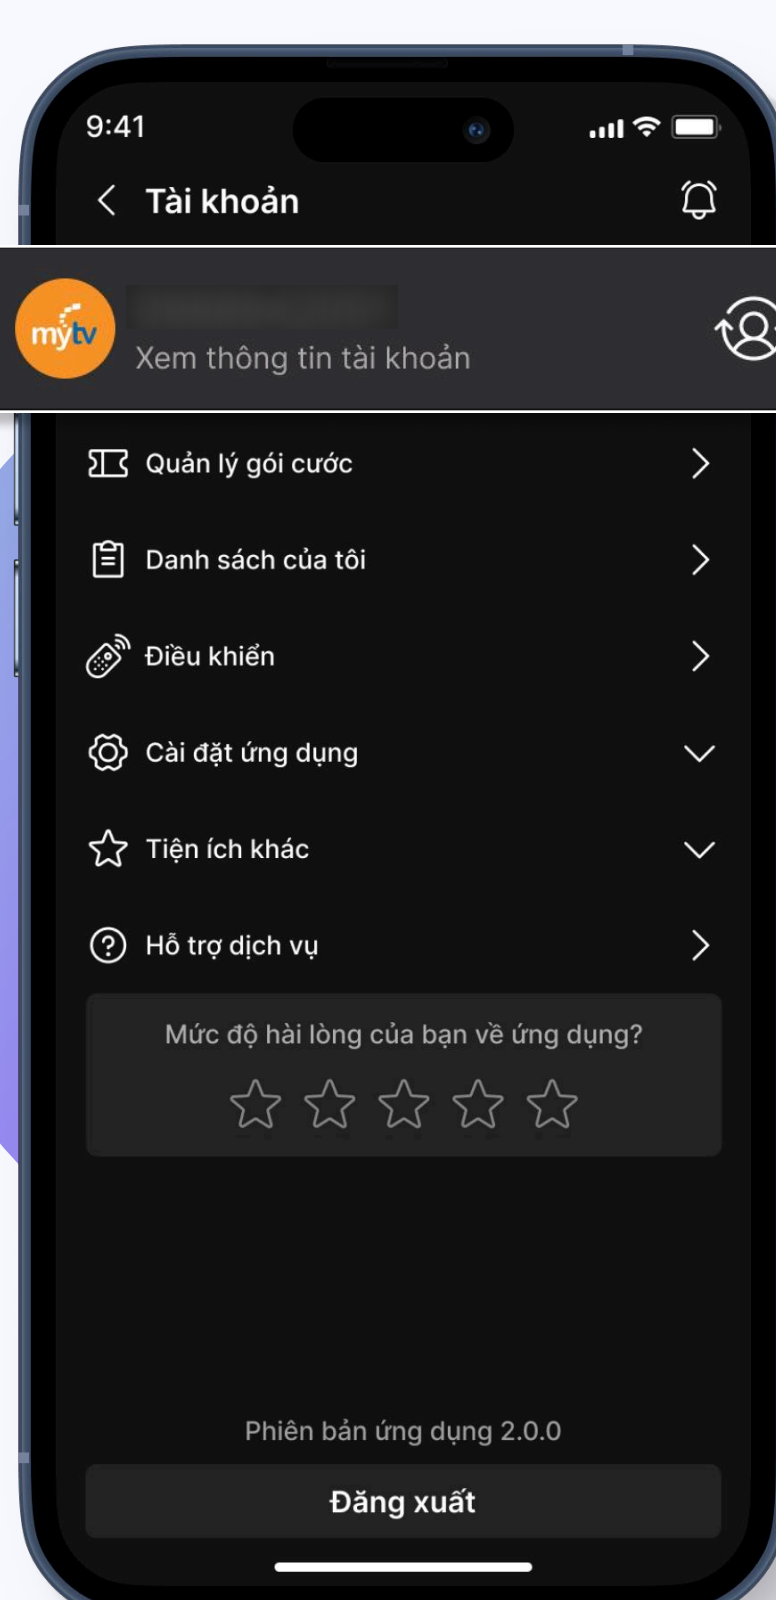 9:41
Tài khoản
mytv
Xem thông tin tài khoản
Quản lý gói cước
Danh sách của tôi
Điều khiển
Cài đặt ứng dụng
Tiện ích khác
Hỗ trợ dịch vụ
Mức độ hài lòng của bạn về ứng dụng?
Phiên bản ứng dụng 2.0.0
Đăng xuất